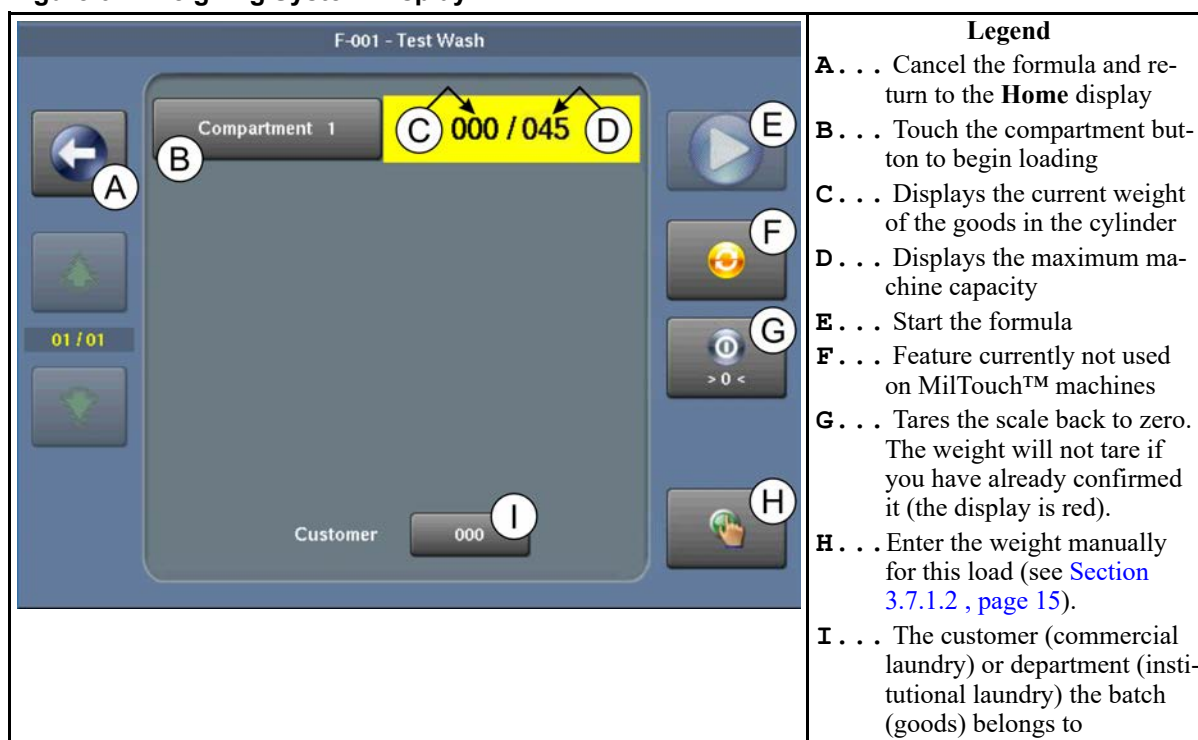 Figure Weighing System Display
F-001 - Test Wash
Compartment 1
000 / 045
A
B
C
D
E
F
G
H
I
01 / 01
> 0 <
Customer
000
Legend
A . . . Cancel the formula and re-
turn to the Home display
B . . . Touch the compartment but-
ton to begin loading
C . . . Displays the current weight
of the goods in the cylinder
D . . . Displays the maximum ma-
chine capacity
E . . . Start the formula
F . . . Feature currently not used
on MilTouch™ machines
G . . . Tares the scale back to zero.
The weight will not tare if
you have already confirmed
it (the display is red).
H . . . Enter the weight manually
for this load (see Section
3.7.1.2 , page 15).
I . . . The customer (commercial
laundry) or department (insti-
tutional laundry) the batch
(goods) belongs to